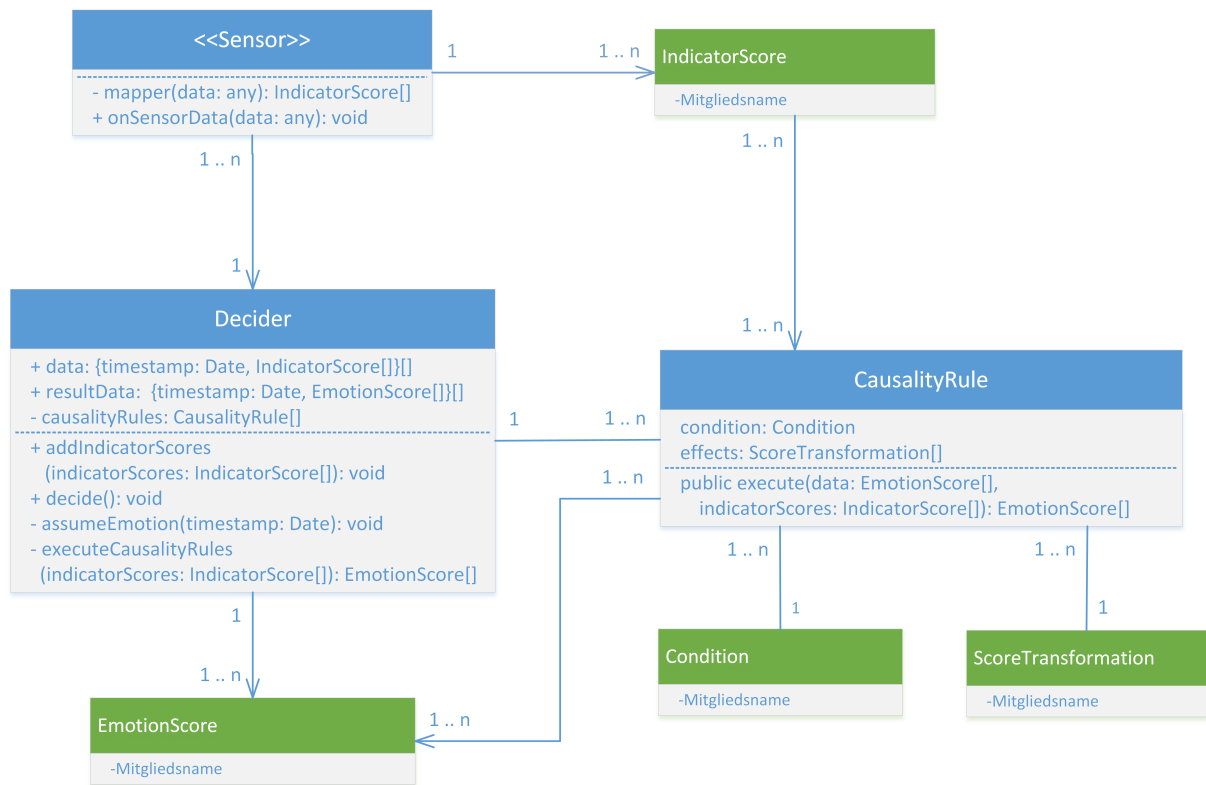 <<Sensor>>
- mapper(data: any): IndicatorScore[]
+ onSensorData(data: any): void
1
1 .. n
IndicatorScore
-Mitgliedsname
1 .. n
1
1 .. n
1 .. n
Decider
+ data: {timestamp: Date, IndicatorScore[]}[]
+ resultData: {timestamp: Date, EmotionScore[]}[]
- causalityRules: CausalityRule[]
+ addIndicatorScores
(indicatorScores: IndicatorScore[]): void
+ decide(): void
- assumeEmotion(timestamp: Date): void
- executeCausalityRules
(indicatorScores: IndicatorScore[]): EmotionScore[]
1
1 .. n
1 .. n
CausalityRule
condition: Condition
effects: ScoreTransformation[]
public execute(data: EmotionScore[],
indicatorScores: IndicatorScore[]): EmotionScore[]
1 .. n
1 .. n
1
1
1
1 .. n
Condition
-Mitgliedsname
ScoreTransformation
-Mitgliedsname
EmotionScore
-Mitgliedsname
1 .. n